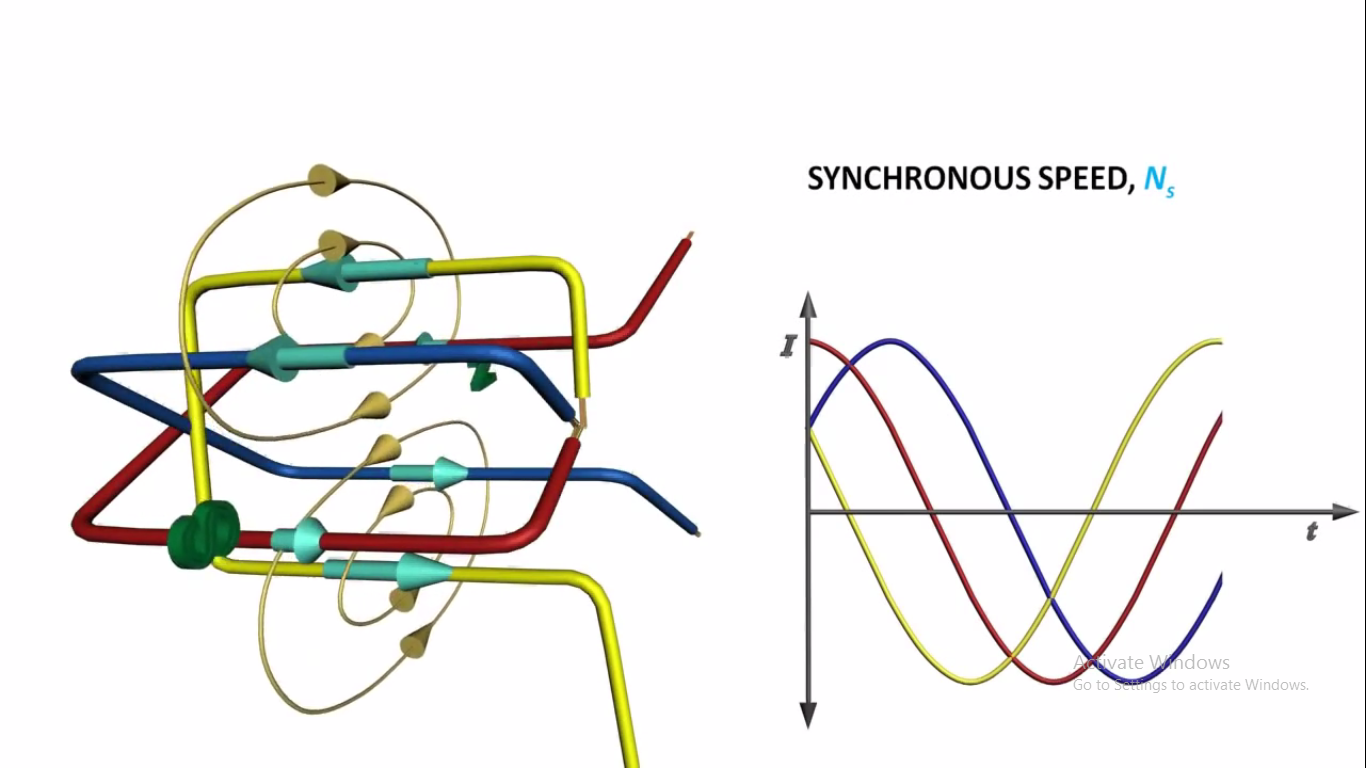 SYNCHRONOUS SPEED, Ns
I
t
Activate Windows
Go to Settings to activate Windows.